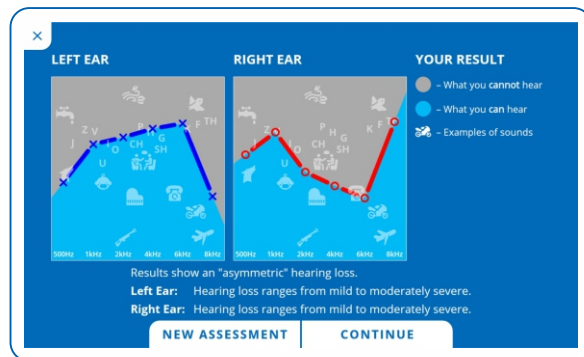 ×
LEFT EAR
RIGHT EAR
YOUR RESULT
– What you cannot hear
– What you can hear
– Examples of sounds
J Z V U O P H G CH SH K F TH
J Z U O P H G CH SH K F TH
500Hz 1kHz 2kHz 4kHz 6kHz 8kHz
500Hz 1kHz 2kHz 4kHz 6kHz 8kHz
Results show an "asymmetric" hearing loss.
Left Ear: Hearing loss ranges from mild to moderately severe.
Right Ear: Hearing loss ranges from mild to moderately severe.
NEW ASSESSMENT
CONTINUE